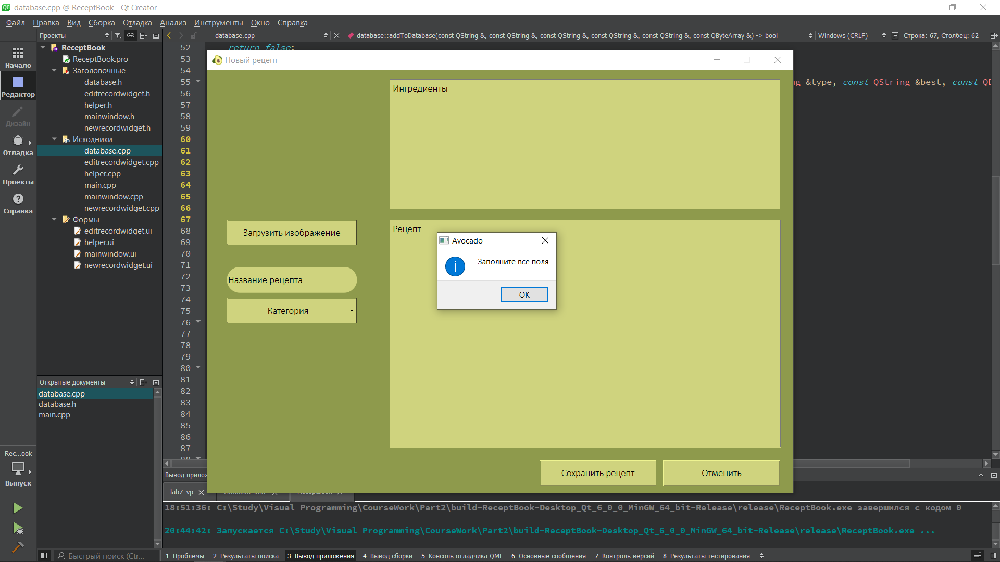 database.cpp @ ReceptBook - Qt Creator
Файл Правка Вид Сборка Отладка Анализ Инструменты Окно Справка
Проекты
database.cpp
database::addToDatabase(const QString &, const QString &, const QString &, const QString &, const QString &, const QByteArray &) -> bool
Windows (CRLF)
Строка: 67, Столбец: 62
Начало
Редактор
Дизайн
Отладка
Проекты
Справка
ReceptBook
ReceptBook.pro
Заголовочные
database.h
editrecordwidget.h
helper.h
mainwindow.h
newrecordwidget.h
Исходники
database.cpp
editrecordwidget.cpp
helper.cpp
main.cpp
mainwindow.cpp
newrecordwidget.cpp
Формы
editrecordwidget.ui
helper.ui
mainwindow.ui
newrecordwidget.ui
Открытые документы
database.cpp
database.h
main.cpp
Rec...ook
Выпуск
52 return false;
53
54
55 &type, const QString &best, const
56
57
58
59
60
61
62
63
64
65
66
67
68
69
70
71
72
73
74
75
76
77
78
79
80
81
82
83
84
85
86
87
Новый рецепт
Ингредиенты
Загрузить изображение
Название рецепта
Категория
Рецепт
Avocado
Заполните все поля
OK
Сохранить рецепт
Отменить
Вывод
lab7_vp
18:51:36: C:\Study\Visual Programming\CourseWork\Part2\build-ReceptBook-Desktop_Qt_6_0_0_MinGW_64_bit-Release\release\ReceptBook.exe завершился с кодом 0
20:44:42: Запускается C:\Study\Visual Programming\CourseWork\Part2\build-ReceptBook-Desktop_Qt_6_0_0_MinGW_64_bit-Release\release\ReceptBook.exe ...
Быстрый поиск (Ctr...
1 Проблемы 2 Результаты поиска 3 Вывод приложения 4 Вывод сборки 5 Консоль отладчика QML 6 Основные сообщения 7 Контроль версий 8 Результаты тестирования